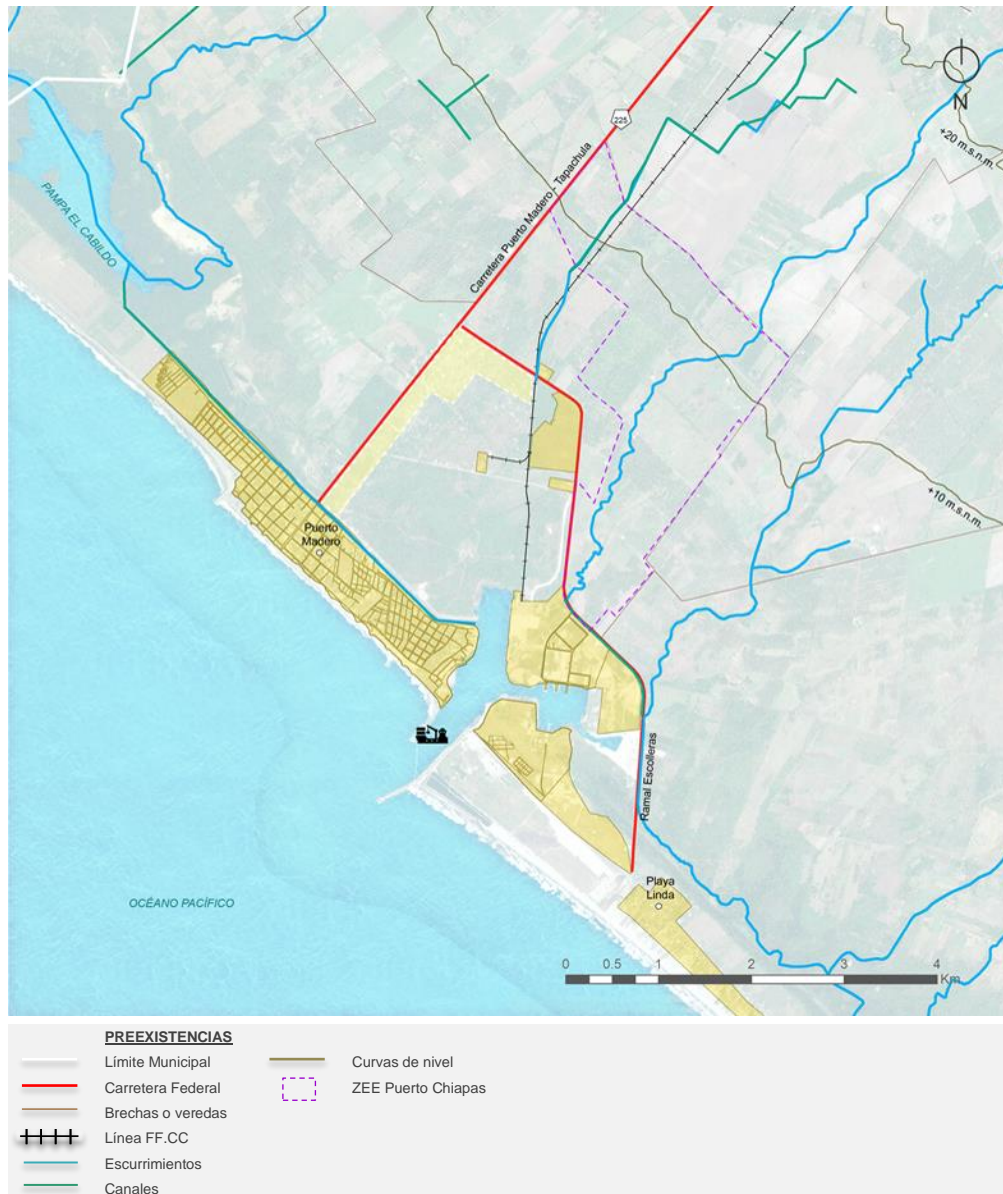 N
225
+20 m.s.n.m.
Carretera Puerto Madero - Tapachula
PAMPA EL CABILDO
+10 m.s.n.m.
Puerto
Madero
Ramal Escolleras
Playa
Linda
OCÉANO PACÍFICO
0 0.5 1 2 3 4
Km
PREEXISTENCIAS
Límite Municipal
Curvas de nivel
Carretera Federal
ZEE Puerto Chiapas
Brechas o veredas
Línea FF.CC
Escurrimientos
Canales